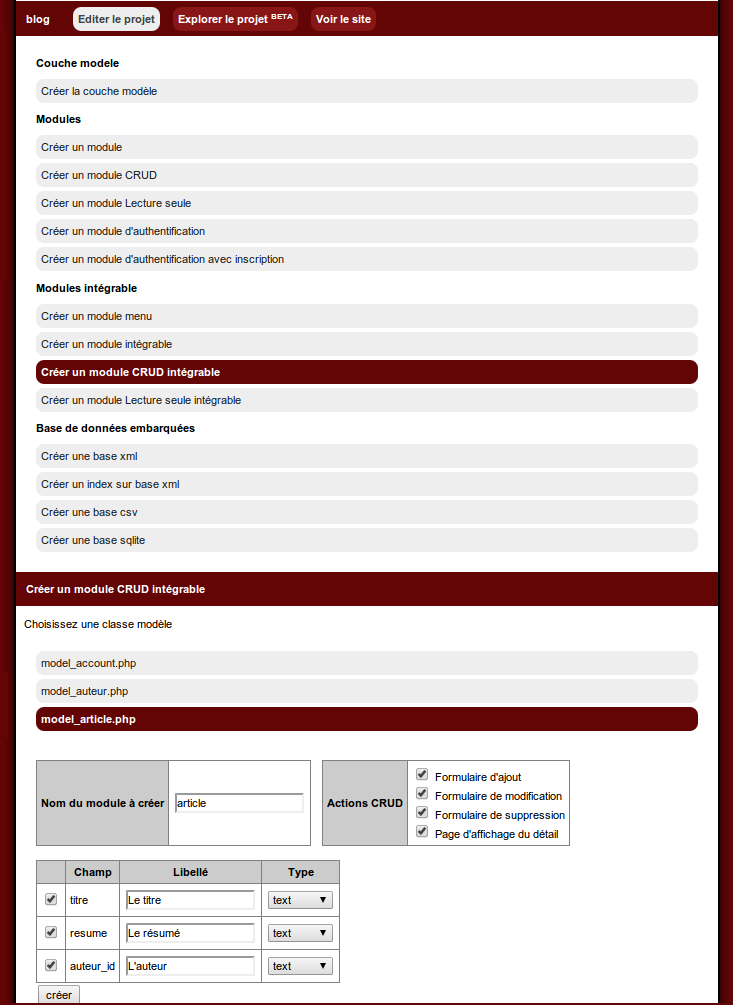 blog Editer le projet Explorer le projet BETA Voir le site
Couche modele
Créer la couche modèle
Modules
Créer un module
Créer un module CRUD
Créer un module Lecture seule
Créer un module d'authentification
Créer un module d'authentification avec inscription
Modules intégrable
Créer un module menu
Créer un module intégrable
Créer un module CRUD intégrable
Créer un module Lecture seule intégrable
Base de données embarquées
Créer une base xml
Créer un index sur base xml
Créer une base csv
Créer une base sqlite
Créer un module CRUD intégrable
Choisissez une classe modèle
model_account.php
model_auteur.php
model_article.php
Nom du module à créer article
Actions CRUD
Formulaire d'ajout
Formulaire de modification
Formulaire de suppression
Page d'affichage du détail
Champ Libellé Type
titre Le titre text
resume Le résumé text
auteur_id L'auteur text
créer